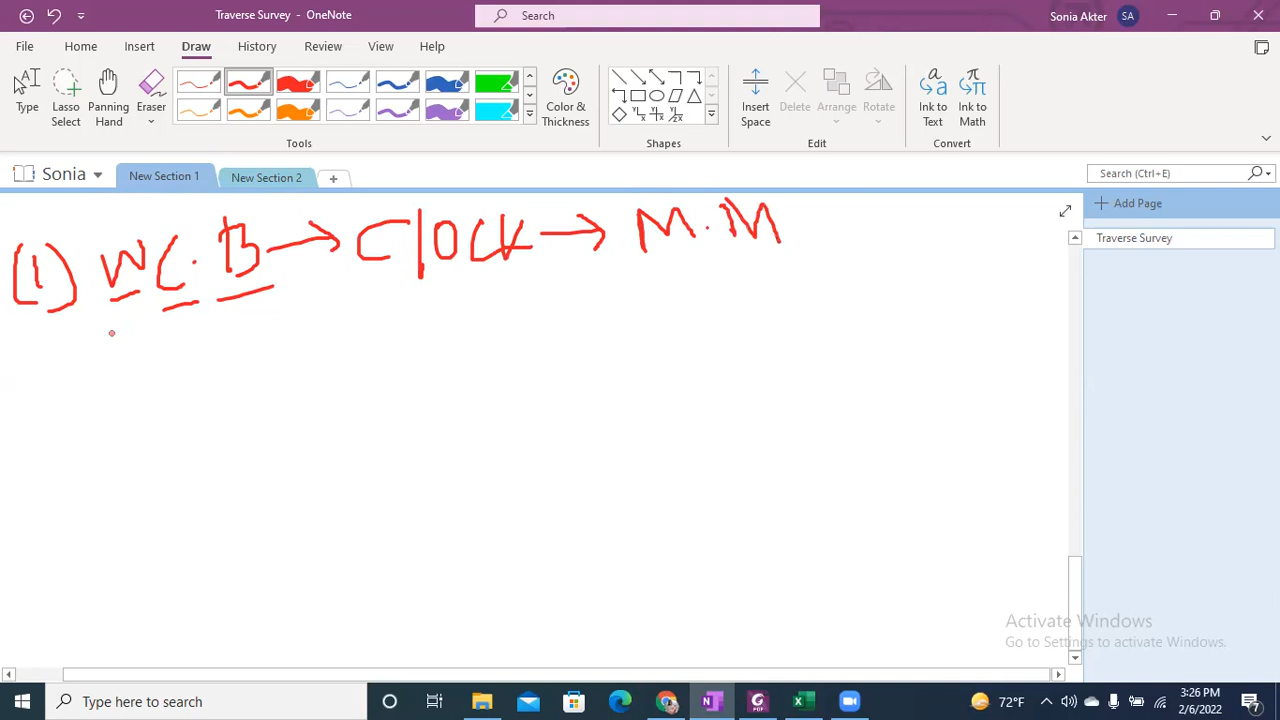 Traverse Survey - OneNote
Search
Sonia Akter SA
File Home Insert Draw History Review View Help
Type Lasso Select Panning Hand Eraser Color & Thickness Insert Space Delete Arrange Rotate Ink to Text Ink to Math
Tools Shapes Edit Convert
Sonia New Section 1 New Section 2 + Search (Ctrl+E)
Add Page
Traverse Survey
(1) W C . B → Clock → M . M
Activate Windows
Go to Settings to activate Windows.
Type here to search
72°F
3:26 PM
2/6/2022
7